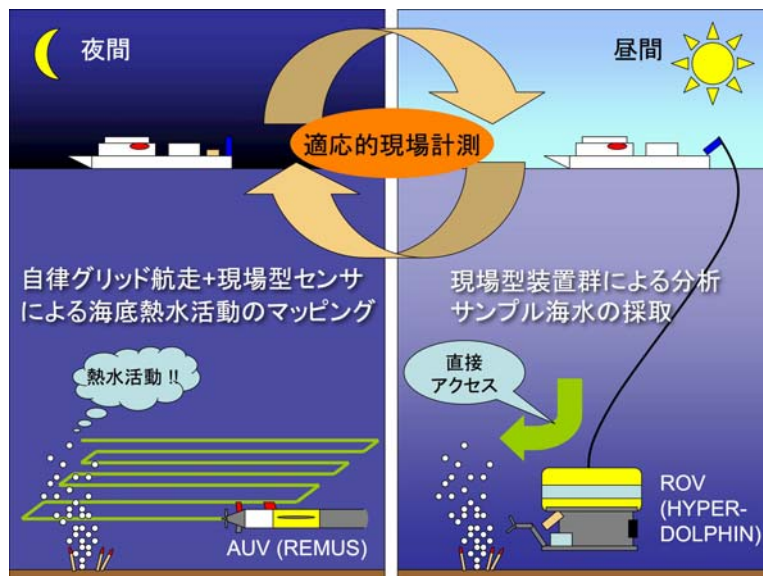 夜間
昼間
適応的現場計測
自律グリッド航走+現場型センサ
による海底熱水活動のマッピング
現場型装置群による分析
サンプル海水の採取
熱水活動 !!
直接
アクセス
AUV (REMUS)
ROV
(HYPER-
DOLPHIN)